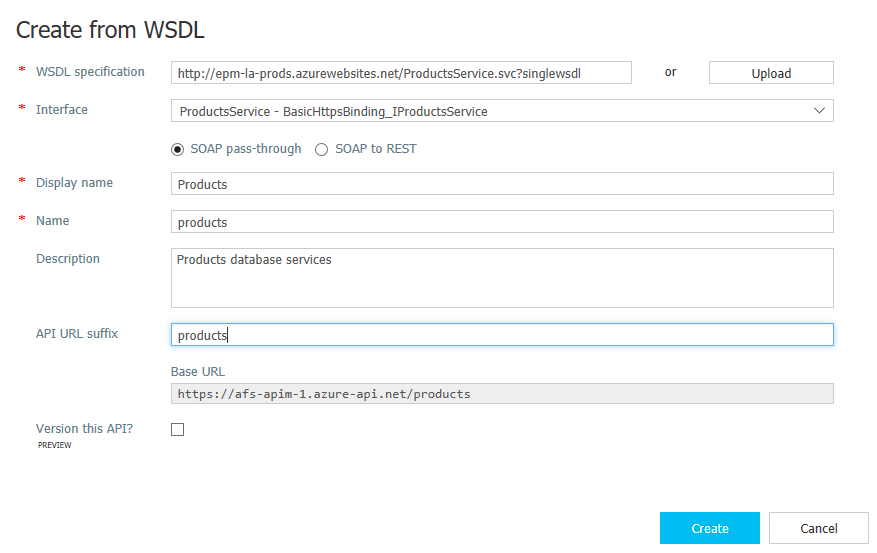 Create from WSDL
* WSDL specification http://epm-la-prods.azurewebsites.net/ProductsService.svc?singlewsdl or Upload
* Interface ProductsService - BasicHttpsBinding_IProductsService
SOAP pass-through SOAP to REST
* Display name Products
* Name products
Description Products database services
API URL suffix products
Base URL
https://afs-apim-1.azure-api.net/products
Version this API?
PREVIEW
Create Cancel